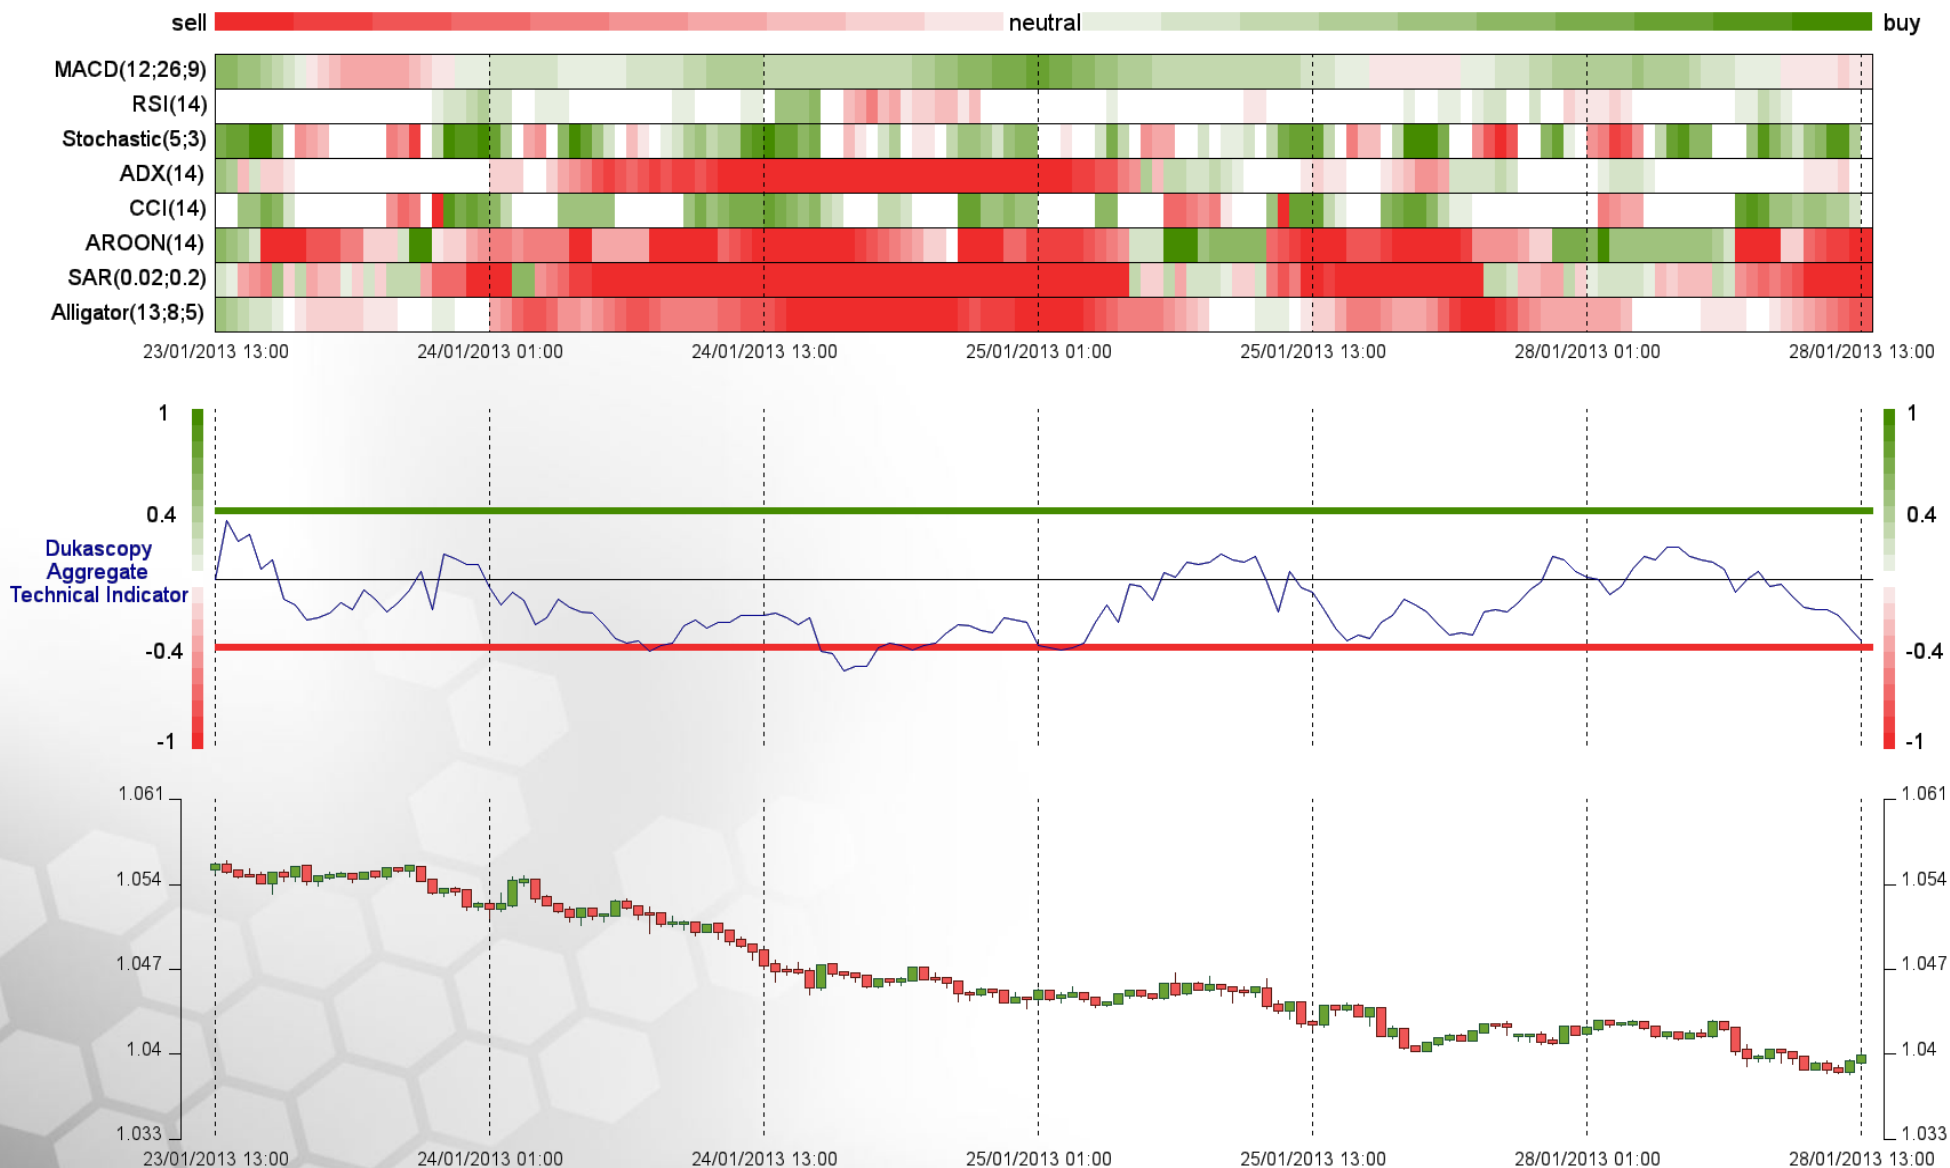 sell neutral buy
MACD(12;26;9)
RSI(14)
Stochastic(5;3)
ADX(14)
CCI(14)
AROON(14)
SAR(0.02;0.2)
Alligator(13;8;5)
23/01/2013 13:00 24/01/2013 01:00 24/01/2013 13:00 25/01/2013 01:00 25/01/2013 13:00 28/01/2013 01:00 28/01/2013 13:00
1 1
0.4 0.4
Dukascopy
Aggregate
Technical Indicator
-0.4 -0.4
-1 -1
1.061 1.061
1.054 1.054
1.047 1.047
1.04 1.04
1.033 1.033
23/01/2013 13:00 24/01/2013 01:00 24/01/2013 13:00 25/01/2013 01:00 25/01/2013 13:00 28/01/2013 01:00 28/01/2013 13:00